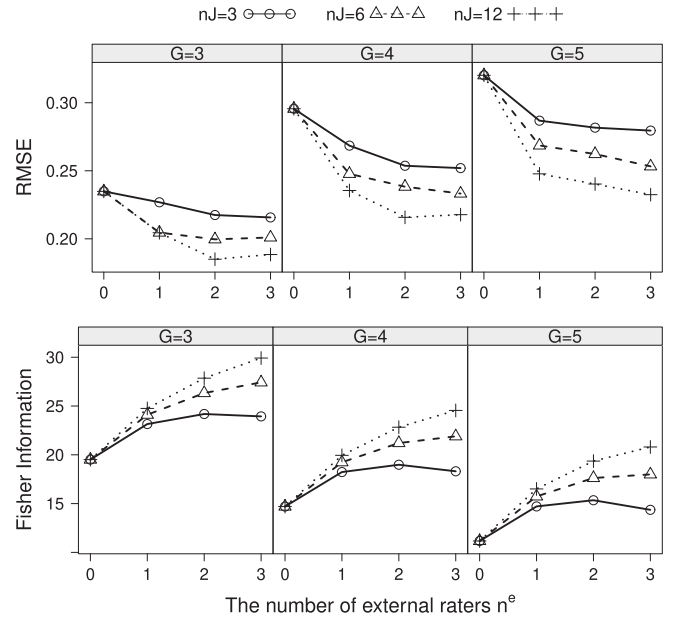 nJ=3 nJ=6 nJ=12
G=3 G=4 G=5
RMSE
0.30
0.25
0.20
0 1 2 3 0 1 2 3 0 1 2 3
G=3 G=4 G=5
Fisher Information
30
25
20
15
0 1 2 3 0 1 2 3 0 1 2 3
The number of external raters n^e